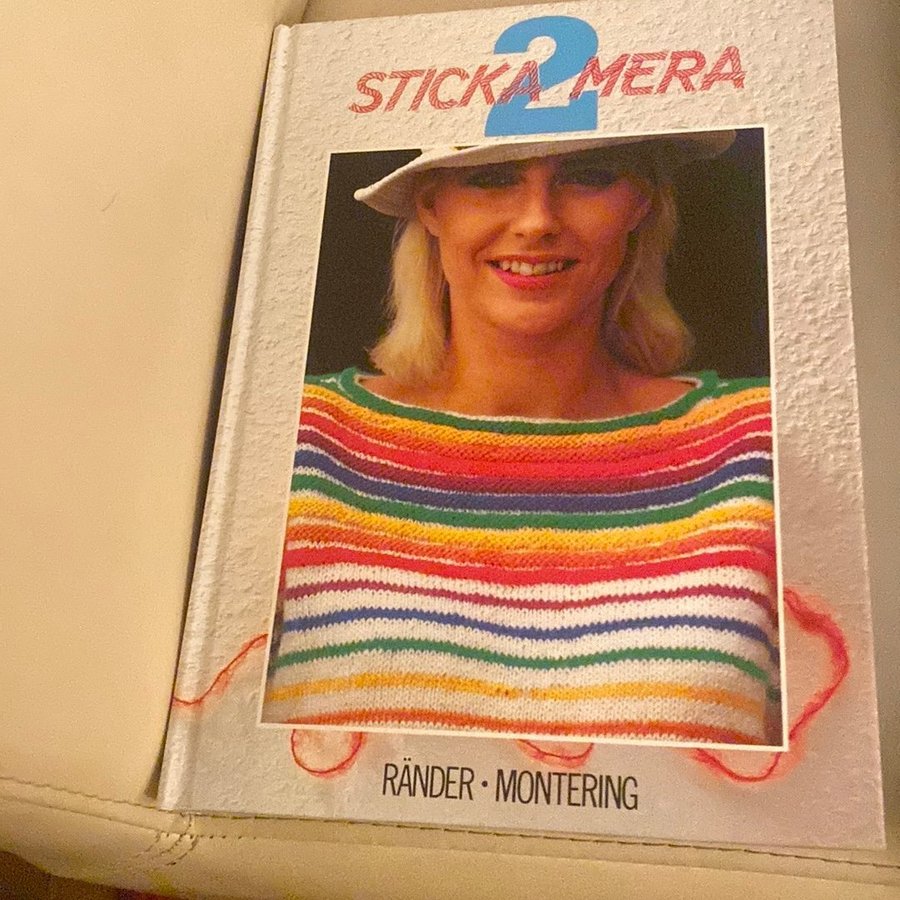 STICKA 2 MERA
RÄNDER · MONTERING